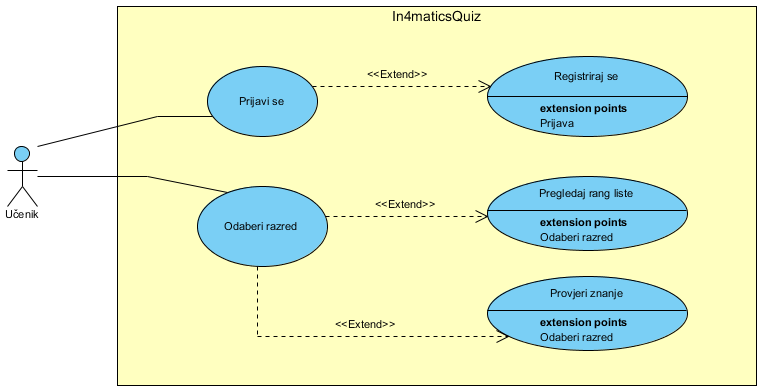 In4maticsQuiz
<<Extend>>
Prijavi se
Registriraj se
extension points
Prijava
Učenik
<<Extend>>
Odaberi razred
Pregledaj rang liste
extension points
Odaberi razred
<<Extend>>
Provjeri znanje
extension points
Odaberi razred